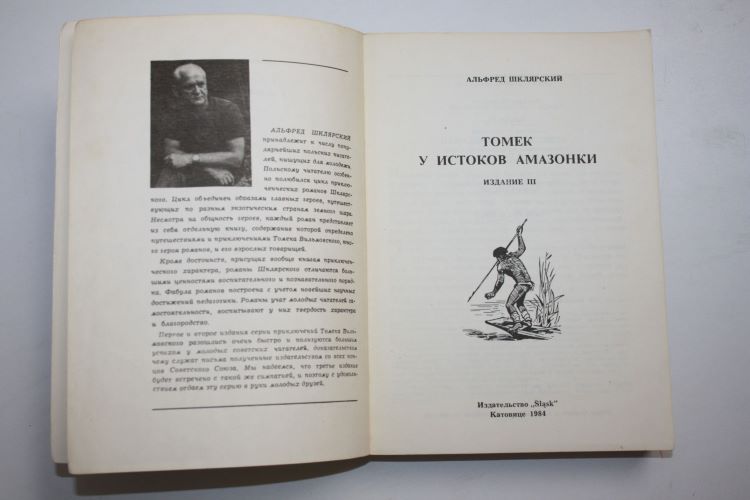 АЛЬФРЕД ШКЛЯРСКИЙ
принадлежит к числу попу-
лярнейших польских писате-
лей, пишущих для молодежи.
Польскому читателю особен-
но полюбился цикл приклю-
ченческих романов Шклярс-
кого. Цикл объединен образами главных героев, путешест-
вующих по разным экзотическим странам земного шара.
Несмотря на общность героев, каждый роман представляет
из себя отдельную книгу, содержание которой определено
путешествиями и приключениями Томека Вильмовского, юно-
го героя романов, и его взрослых товарищей.
Кроме достоинств, присущих вообще книгам приключен-
ческого характера, романы Шклярского отличаются боль-
шими ценностями воспитательного и познавательного поряд-
ка. Фабула романов построена с учетом новейших научных
достижений педагогики. Романы учат молодых читателей са-
мостоятельности, воспитывают у них твердость характера
и благородство.
Первое и второе издания серии приключений Томека Виль-
мовского разошлись очень быстро и пользуются большим
успехом у молодых советских читателей, доказательством
чему служат письма полученные издательством со всех кон-
цов Советского Союза. Мы надеемся, что третье издание
будет встречено с такой же симпатией, и поэтому с удоволь-
ствием отдаем эту серию в руки молодых друзей.
АЛЬФРЕД ШКЛЯРСКИЙ
ТОМЕК
У ИСТОКОВ АМАЗОНКИ
ИЗДАНИЕ III
Издательство „Śląsk"
Катовице 1984